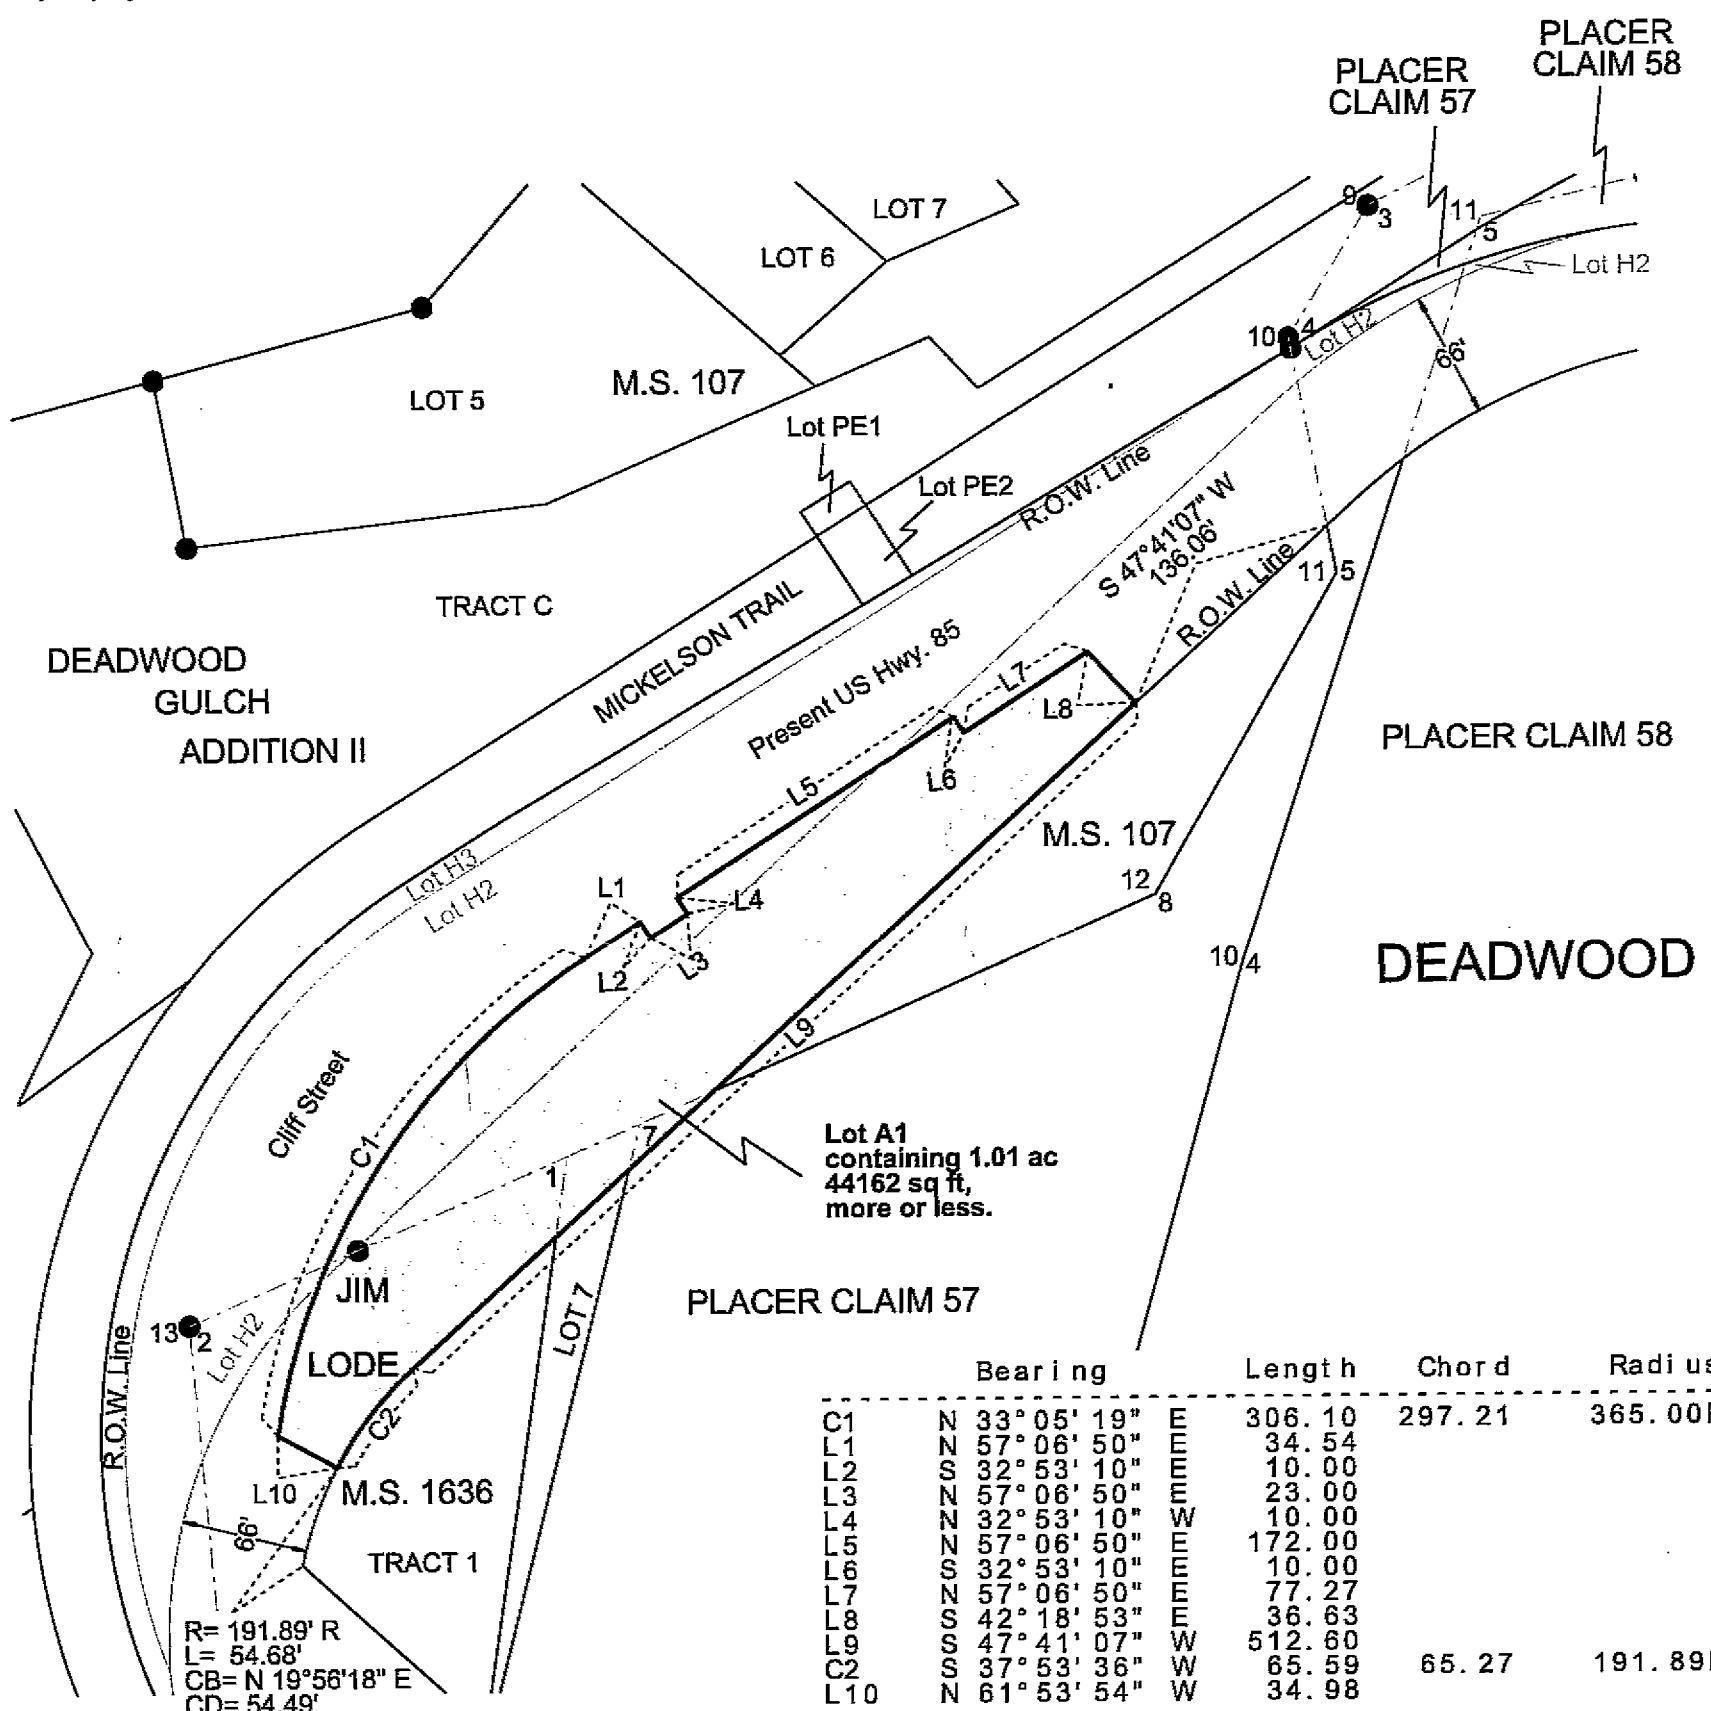 PLACER
CLAIM 58
PLACER
CLAIM 57
9
3
11
5
LOT 7
LOT 6
Lot H2
10
4
Lot H2
66'
M.S. 107
LOT 5
Lot PE1
Lot PE2
R.O.W. Line
S 47°41'07" W
136.06'
R.O.W. Line
11
5
TRACT C
MICKELSON TRAIL
Present US Hwy. 85
DEADWOOD
GULCH
ADDITION II
L7
L8
L6
L5
PLACER CLAIM 58
M.S. 107
12
8
Lot H3
Lot H2
L1
L4
L2
L3
10
4
DEADWOOD
L9
Cliff Street
C1
7
1
Lot A1
containing 1.01 ac
44162 sq ft,
more or less.
JIM
LODE
PLACER CLAIM 57
LOT 7
13
2
Lot H2
R.O.W. Line
C2
L10
M.S. 1636
66'
TRACT 1
R= 191.89' R
L= 54.68'
CB= N 19°56'18" E
CD= 54.49'
Bearing Length Chord Radius
C1 N 33°05'19" E 306.10 297.21 365.00
L1 N 57°06'50" E 34.54
L2 S 32°53'10" E 10.00
L3 N 57°06'50" E 23.00
L4 N 32°53'10" W 10.00
L5 N 57°06'50" E 172.00
L6 S 32°53'10" E 10.00
L7 N 57°06'50" E 77.27
L8 S 42°18'53" E 36.63
L9 S 47°41'07" W 512.60
C2 S 37°53'36" W 65.59 65.27 191.89
L10 N 61°53'54" W 34.98